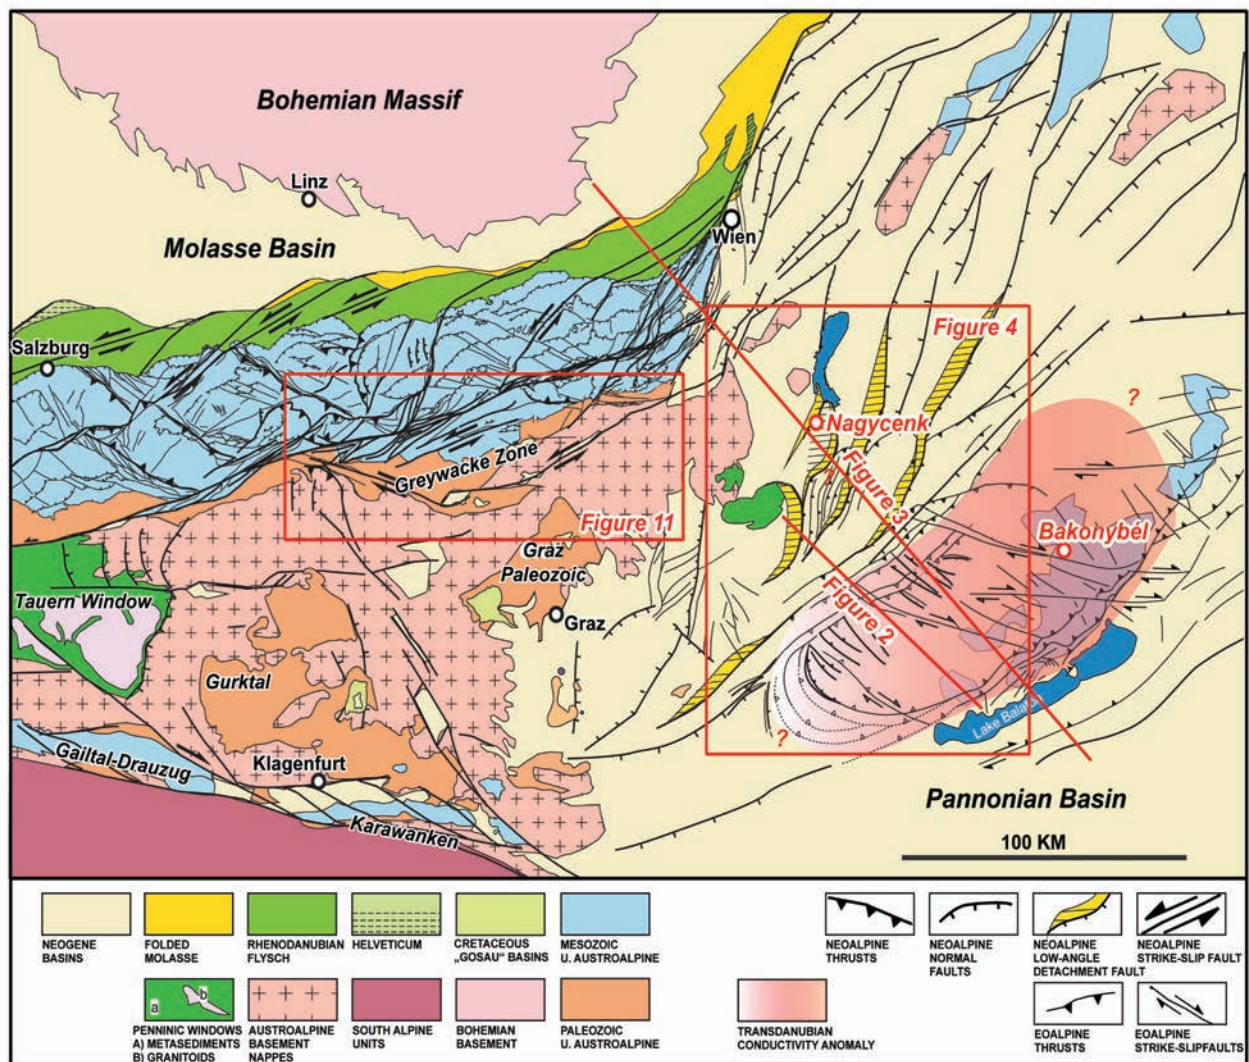 Bohemian Massif
Linz
Molasse Basin
Wien
Salzburg
Figure 4
?
Nagycenk
Greywacke Zone
Figure 3
Figure 11
Bakonybél
Graz
Paleozoic
Tauern Window
Graz
Figure 2
Gurktal
Lake Balaton
?
Gailtal-Drauzug
Klagenfurt
Karawanken
Pannonian Basin
100 KM
NEOGENE
BASINS
FOLDED
MOLASSE
RHENODANUBIAN
FLYSCH
HELVETICUM
CRETACEOUS
„GOSAU“ BASINS
MESOZOIC
U. AUSTROALPINE
NEOALPINE
THRUSTS
NEOALPINE
NORMAL
FAULTS
NEOALPINE
LOW-ANGLE
DETACHMENT FAULT
NEOALPINE
STRIKE-SLIP FAULT
a
b
PENNINIC WINDOWS
A) METASEDIMENTS
B) GRANITOIDS
AUSTROALPINE
BASEMENT
NAPPES
SOUTH ALPINE
UNITS
BOHEMIAN
BASEMENT
PALEOZOIC
U. AUSTROALPINE
TRANSDANUBIAN
CONDUCTIVITY ANOMALY
EOALPINE
THRUSTS
EOALPINE
STRIKE-SLIPFAULTS